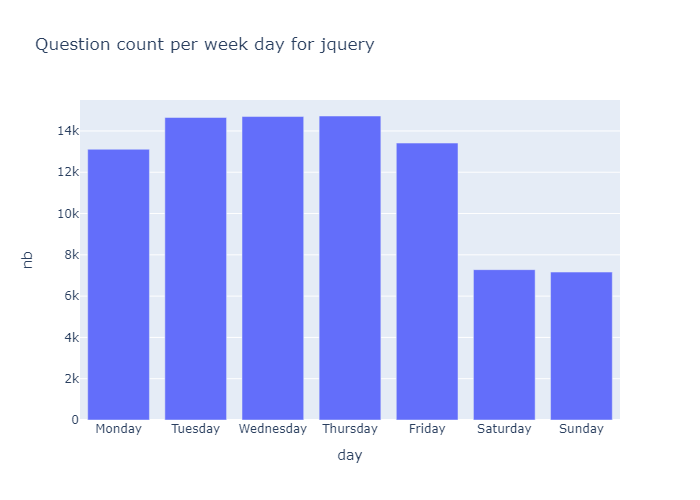 Question count per week day for jquery
nb
14k
12k
10k
8k
6k
4k
2k
0
Monday Tuesday Wednesday Thursday Friday Saturday Sunday
day